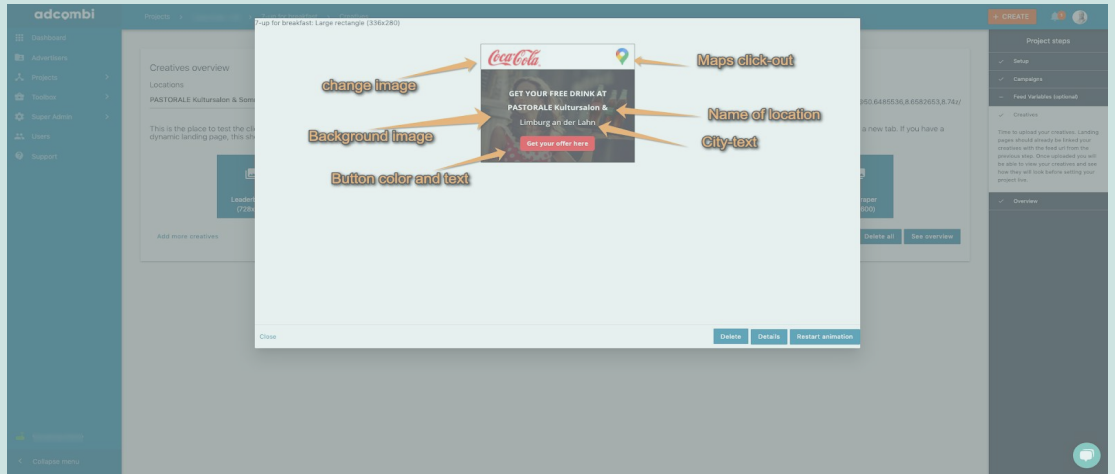 adcombi
Projects
+ CREATE
Dashboard
Advertisers
Projects
Toolbox
Super Admin
Users
Support
Collapse menu
Creatives overview
Locations
PASTORALE Kultursalon &
This is the place to test the
dynamic landing page, this
a new tab. If you have a
(728x
Add more creatives
Delete all
See overview
7-up for breakfast: Large rectangle (336x280)
Coca-Cola
GET YOUR FREE DRINK AT
PASTORALE Kultursalon &
Limburg an der Lahn
Get your offer here
change image
Maps click-out
Background image
Name of location
City-text
Button color and text
Close
Delete
Details
Restart animation
Project steps
Setup
Campaigns
Feed Variables (optional)
Creatives
Time to upload your creatives. Landing
pages should already be linked your
creatives with the feed url from the
previous step. Once uploaded you will
be able to view your creatives and see
how they will look before setting your
project live.
Overview